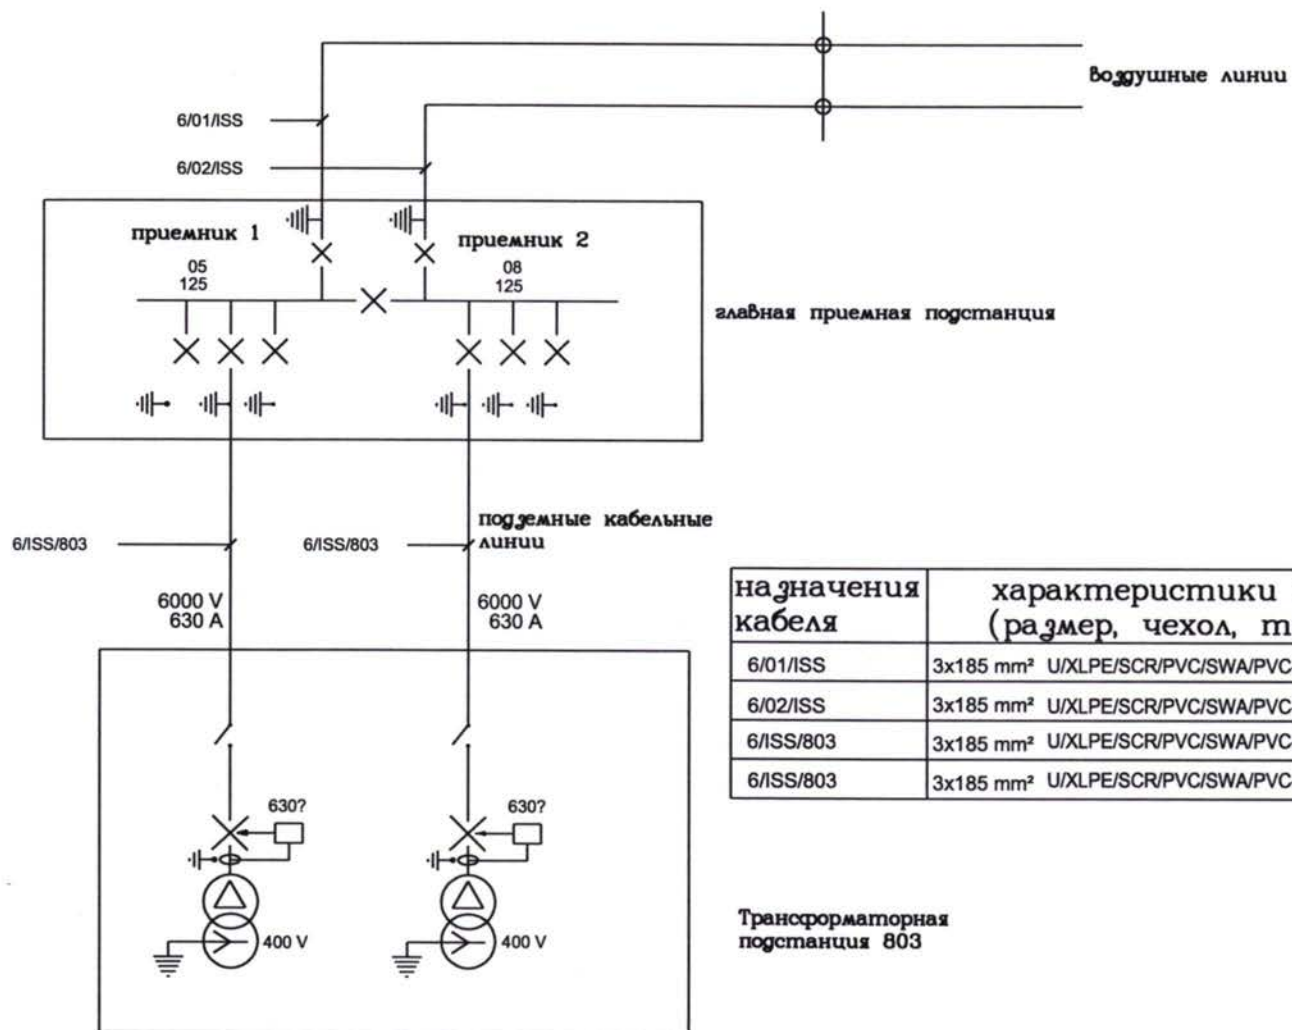 воздушные линии
6/01/ISS
6/02/ISS
приемник 1
приемник 2
05
125
08
125
главная приемная подстанция
подземные кабельные
линии
6/ISS/803
6/ISS/803
6000 V
630 A
6000 V
630 A
назначения
кабеля
характеристики
(размер, чехол, т
6/01/ISS 3x185 mm² U/XLPE/SCR/PVC/SWA/PVC-
6/02/ISS 3x185 mm² U/XLPE/SCR/PVC/SWA/PVC-
6/ISS/803 3x185 mm² U/XLPE/SCR/PVC/SWA/PVC-
6/ISS/803 3x185 mm² U/XLPE/SCR/PVC/SWA/PVC-
630?
630?
400 V
400 V
Трансформаторная
подстанция 803